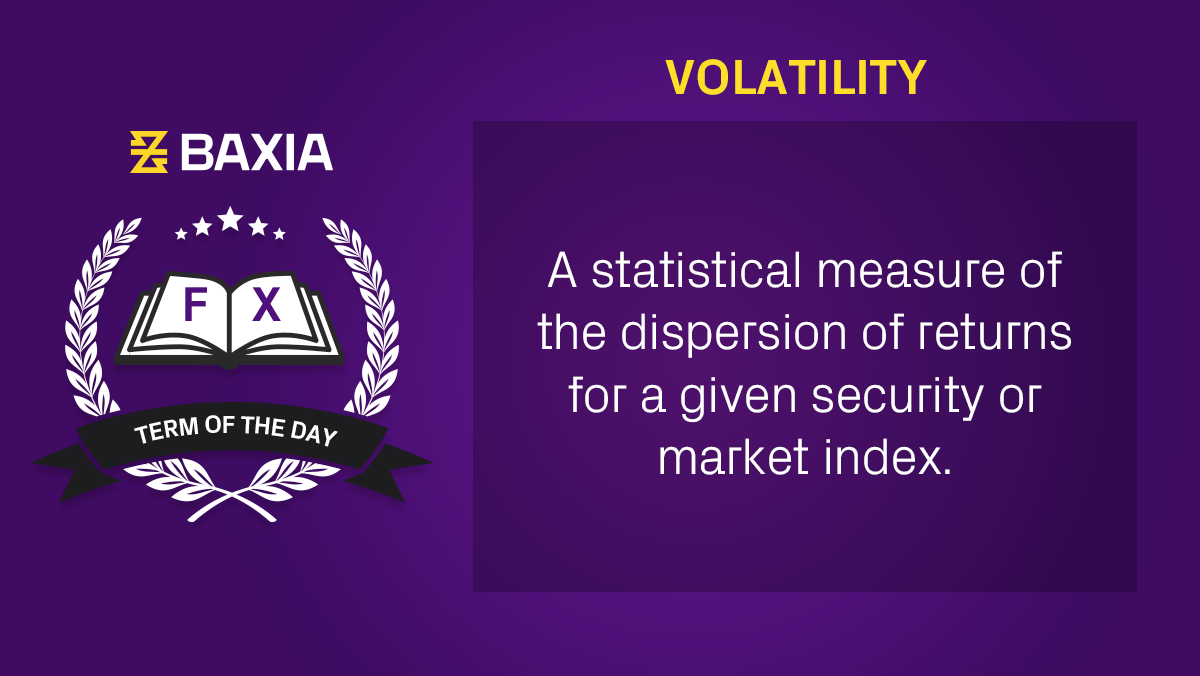 BAXIA
F X
TERM OF THE DAY
VOLATILITY
A statistical measure of
the dispersion of returns
for a given security or
market index.